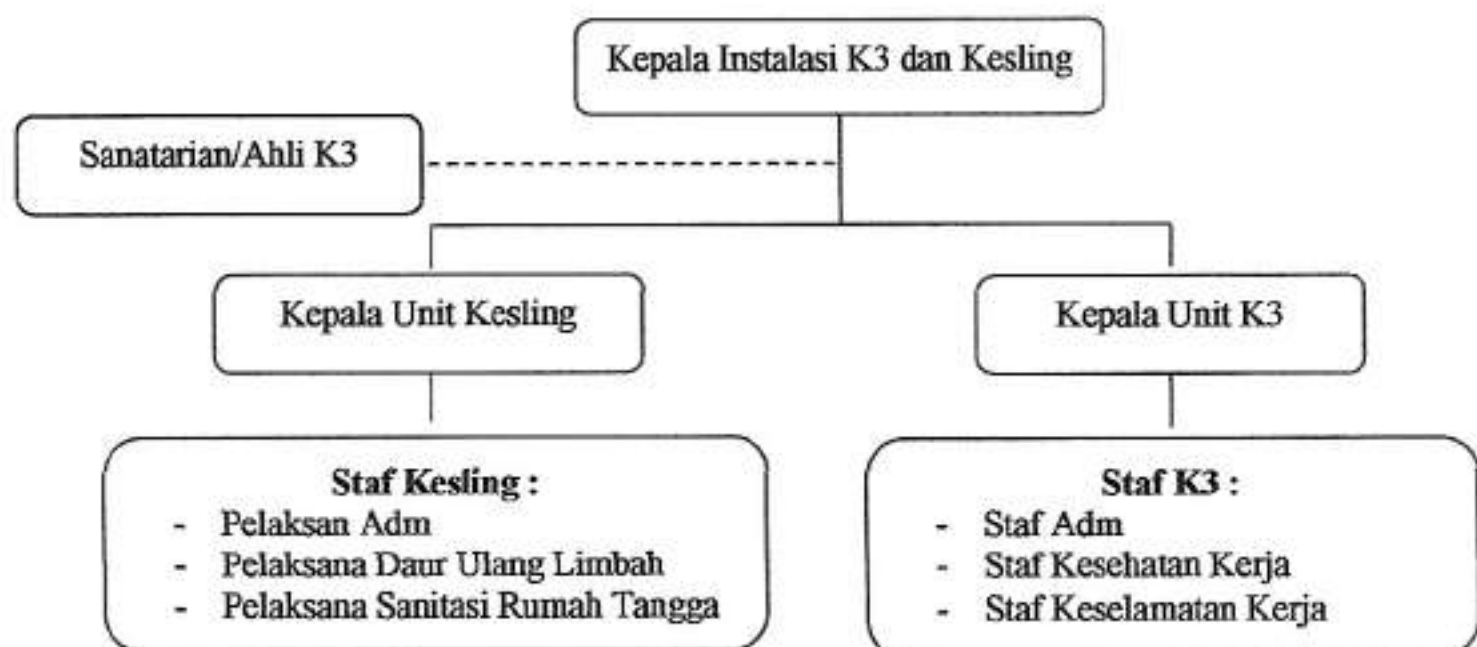 Kepala Instalasi K3 dan Kesling
Sanatarian/Ahli K3
Kepala Unit Kesling
Kepala Unit K3
Staf Kesling :
- Pelaksan Adm
- Pelaksana Daur Ulang Limbah
- Pelaksana Sanitasi Rumah Tangga
Staf K3 :
- Staf Adm
- Staf Kesehatan Kerja
- Staf Keselamatan Kerja